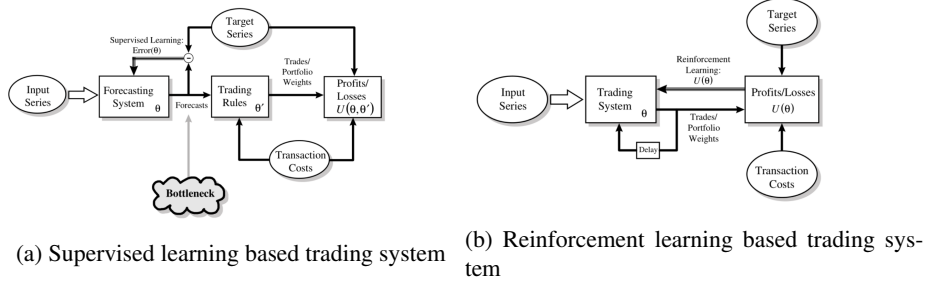 Target
Series
Supervised Learning:
Error(θ)
−
Input
Series
Forecasting
System
θ
Forecasts
Trading
Rules
θ'
Trades/
Portfolio
Weights
Profits/
Losses
U(θ,θ')
Transaction
Costs
Bottleneck
(a) Supervised learning based trading system
Target
Series
Reinforcement
Learning:
U(θ)
Input
Series
Trading
System
θ
Profits/Losses
U(θ)
Trades/
Portfolio
Weights
Delay
Transaction
Costs
(b) Reinforcement learning based trading sys-
tem